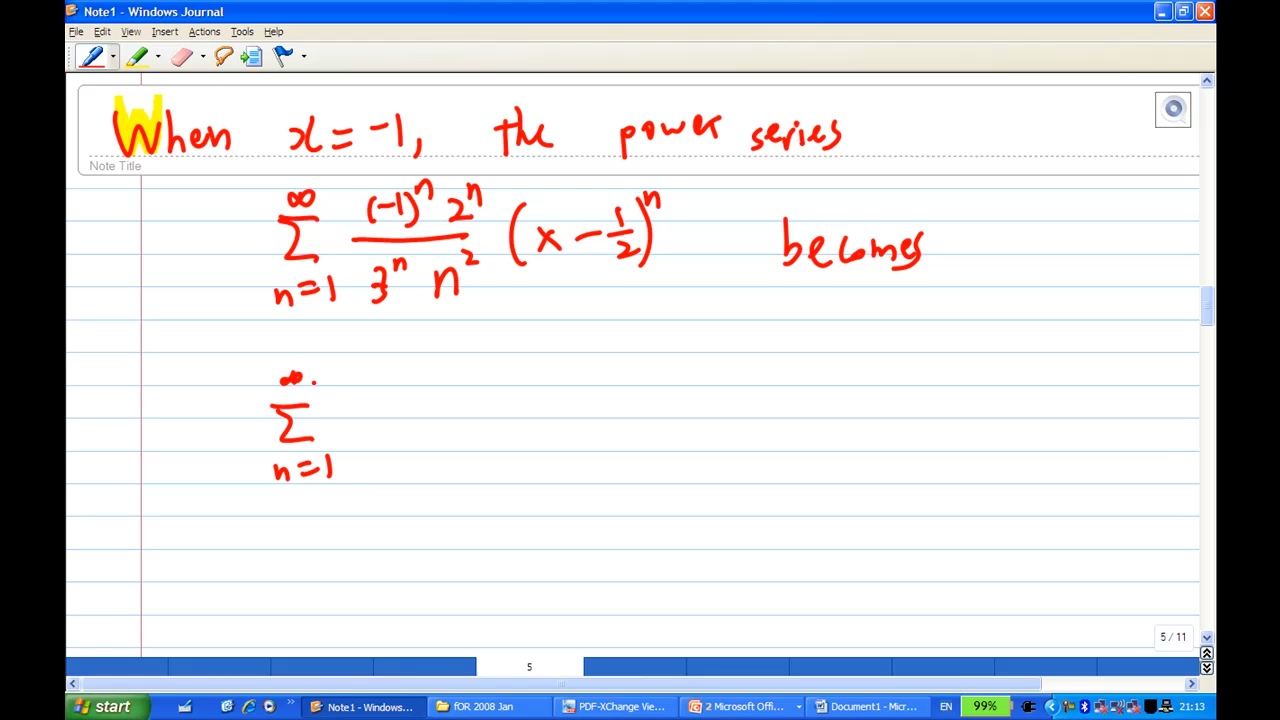 Note1 - Windows Journal
File Edit View Insert Actions Tools Help
When x = -1, the power series
Note Title
∞ (-1)^n 2^n
∑ ―――― (x - 1/2)^n becomes
n=1 3^n n^2
∞
∑
n=1
5 / 11
5
start Note1 - Windows... fOR 2008 Jan PDF-XChange Vie... 2 Microsoft Offi... Document1 - Micr... EN 99% 21:13